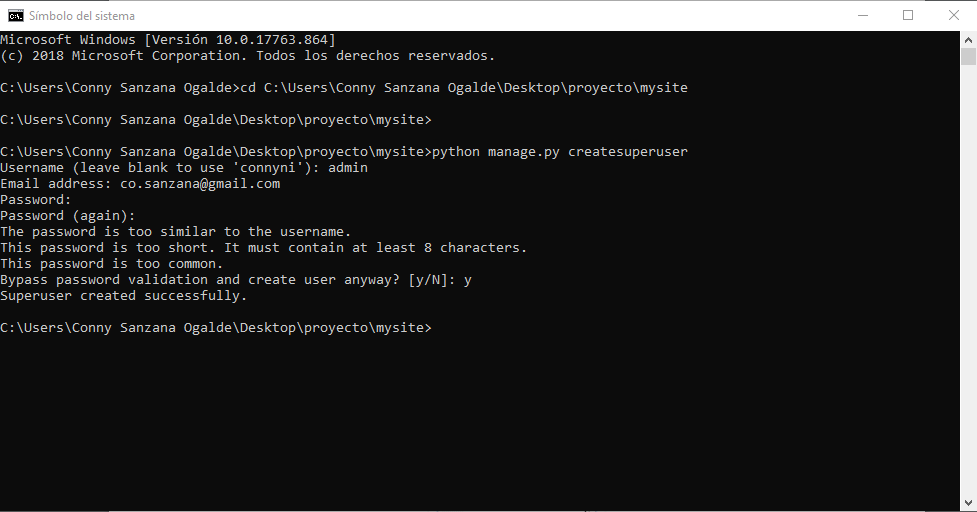 Símbolo del sistema
Microsoft Windows [Versión 10.0.17763.864]
(c) 2018 Microsoft Corporation. Todos los derechos reservados.
C:\Users\Conny Sanzana Ogalde>cd C:\Users\Conny Sanzana Ogalde\Desktop\proyecto\mysite
C:\Users\Conny Sanzana Ogalde\Desktop\proyecto\mysite>
C:\Users\Conny Sanzana Ogalde\Desktop\proyecto\mysite>python manage.py createsuperuser
Username (leave blank to use 'connyni'): admin
Email address: co.sanzana@gmail.com
Password:
Password (again):
The password is too similar to the username.
This password is too short. It must contain at least 8 characters.
This password is too common.
Bypass password validation and create user anyway? [y/N]: y
Superuser created successfully.
C:\Users\Conny Sanzana Ogalde\Desktop\proyecto\mysite>